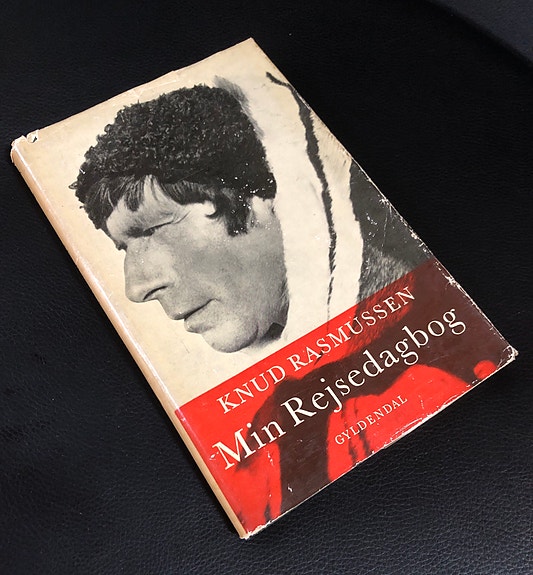 KNUD RASMUSSEN
Min Rejsedagbog
GYLDENDAL